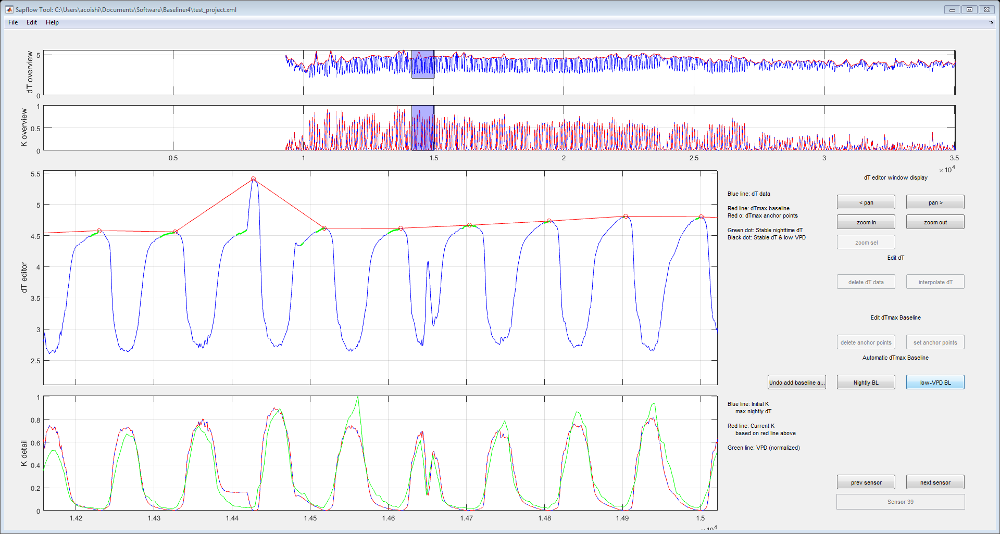 Sapflow Tool: C:\Users\acoishi\Documents\Software\Baseliner4\test_project.xml
File Edit Help
dT overview
5
0
K overview
1
0.5
0
0.5 1 1.5 2 2.5 3 3.5
×10^4
dT editor
5.5
5
4.5
4
3.5
3
2.5
Blue line: dT data
Red line: dTmax baseline
Red o: dTmax anchor points
Green dot: Stable nighttime dT
Black dot: Stable dT & low VPD
dT editor window display
< pan pan >
zoom in zoom out
zoom sel
Edit dT
delete dT data interpolate dT
Edit dTmax Baseline
delete anchor points set anchor points
Automatic dTmax Baseline
Undo add baseline a... Nightly BL low-VPD BL
K detail
1
0.8
0.6
0.4
0.2
0
1.42 1.43 1.44 1.45 1.46 1.47 1.48 1.49 1.5
Blue line: Initial K
max nightly dT
Red line: Current K
based on red line above
Green line: VPD (normalized)
prev sensor next sensor
Sensor 39